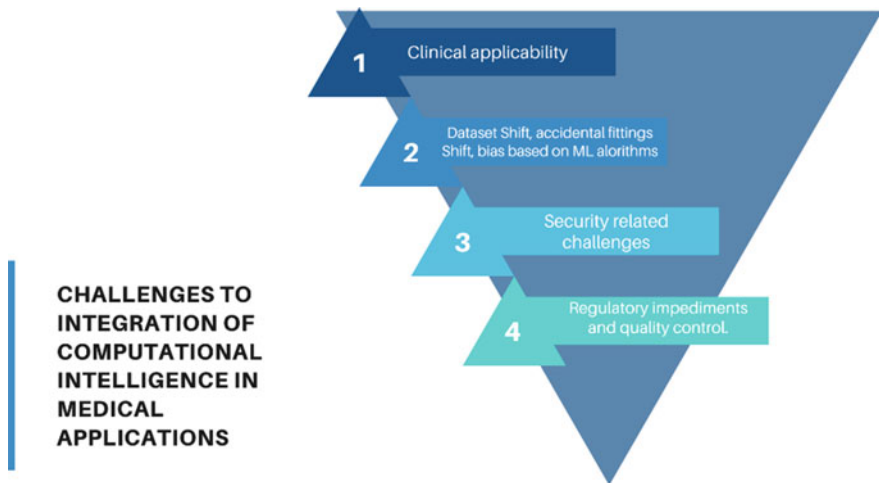 1
Clinical applicability
2
Dataset Shift, accidental fittings
Shift, bias based on ML alorithms
3
Security related
challenges
4
Regulatory impediments
and quality control.
CHALLENGES TO
INTEGRATION OF
COMPUTATIONAL
INTELLIGENCE IN
MEDICAL
APPLICATIONS